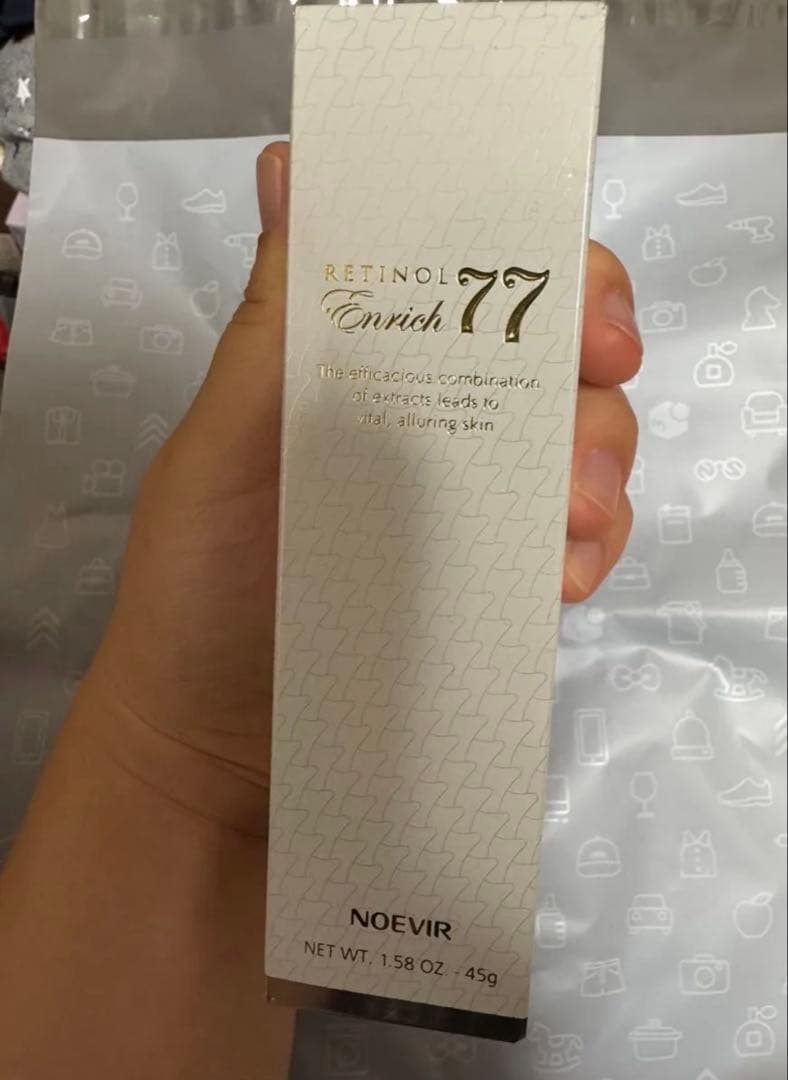 RETINOL 77
Enrich
The efficacious combination
of extracts leads to
vital, alluring skin
NOEVIR
NET WT. 1.58 OZ. - 45g